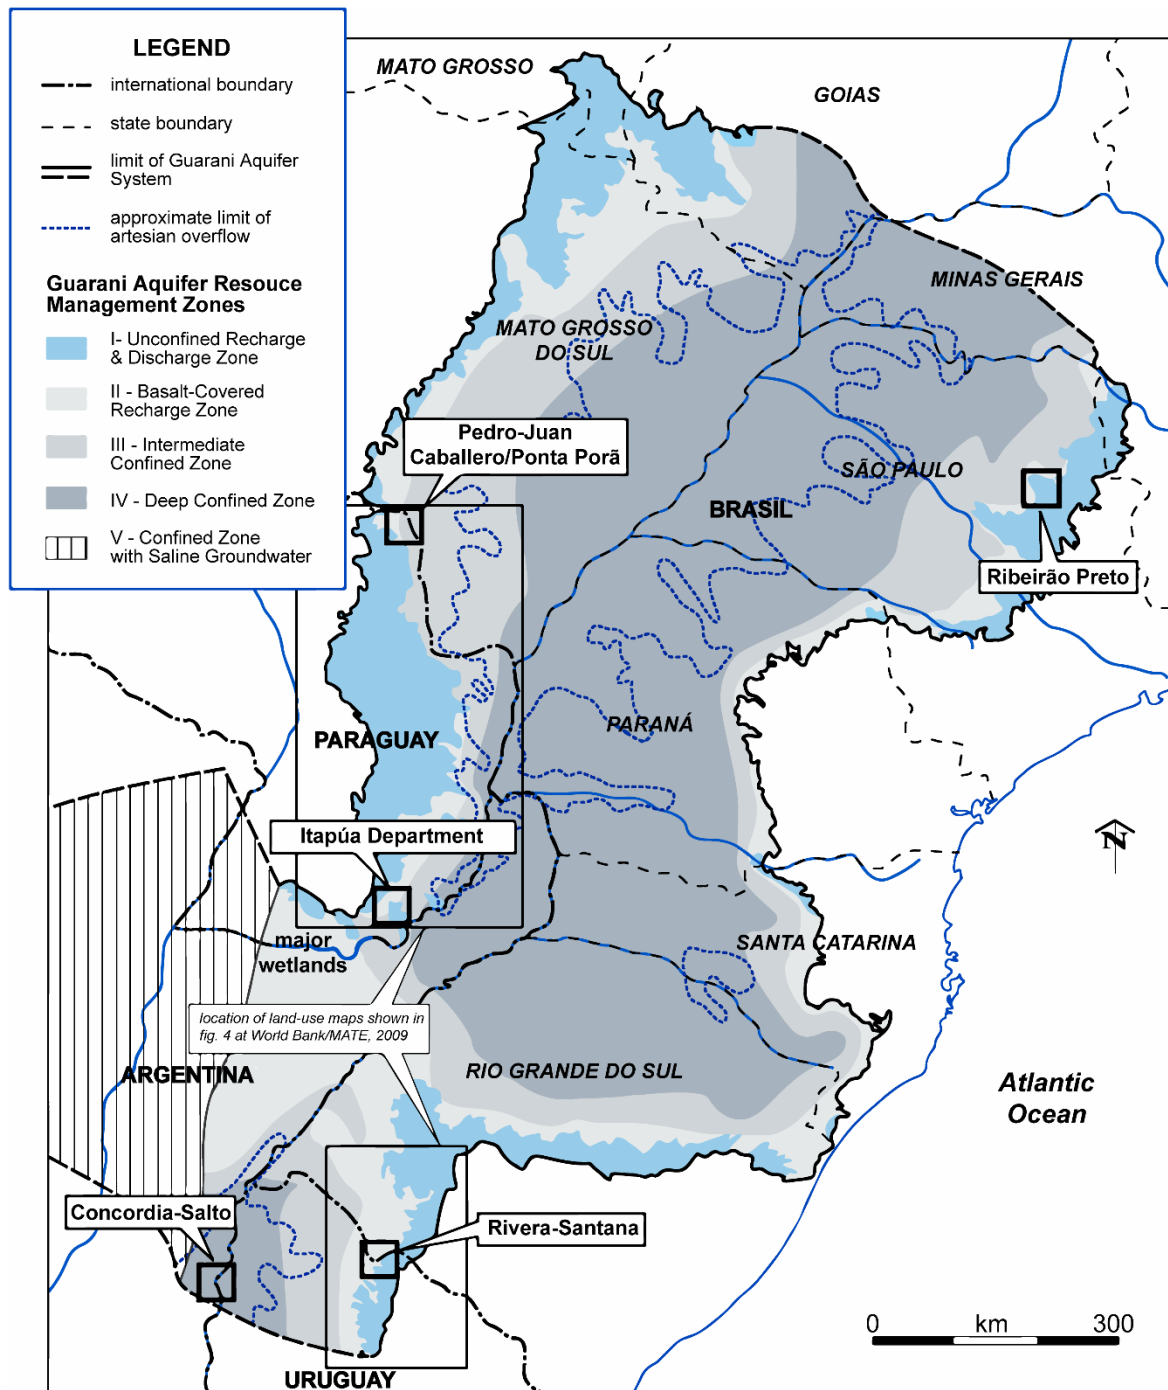 LEGEND
international boundary
state boundary
limit of Guarani Aquifer
System
approximate limit of
artesian overflow
Guarani Aquifer Resouce
Management Zones
I- Unconfined Recharge
& Discharge Zone
II - Basalt-Covered
Recharge Zone
III - Intermediate
Confined Zone
IV - Deep Confined Zone
V - Confined Zone
with Saline Groundwater
MATO GROSSO
GOIAS
MINAS GERAIS
MATO GROSSO
DO SUL
Pedro-Juan
Caballero/Ponta Porã
SÃO PAULO
BRASIL
Ribeirão Preto
PARANÁ
PARAGUAY
Itapúa Department
N
major
wetlands
SANTA CATARINA
location of land-use maps shown in
fig. 4 at World Bank/MATE, 2009
ARGENTINA
RIO GRANDE DO SUL
Atlantic
Ocean
Concordia-Salto
Rivera-Santana
0 km 300
URUGUAY